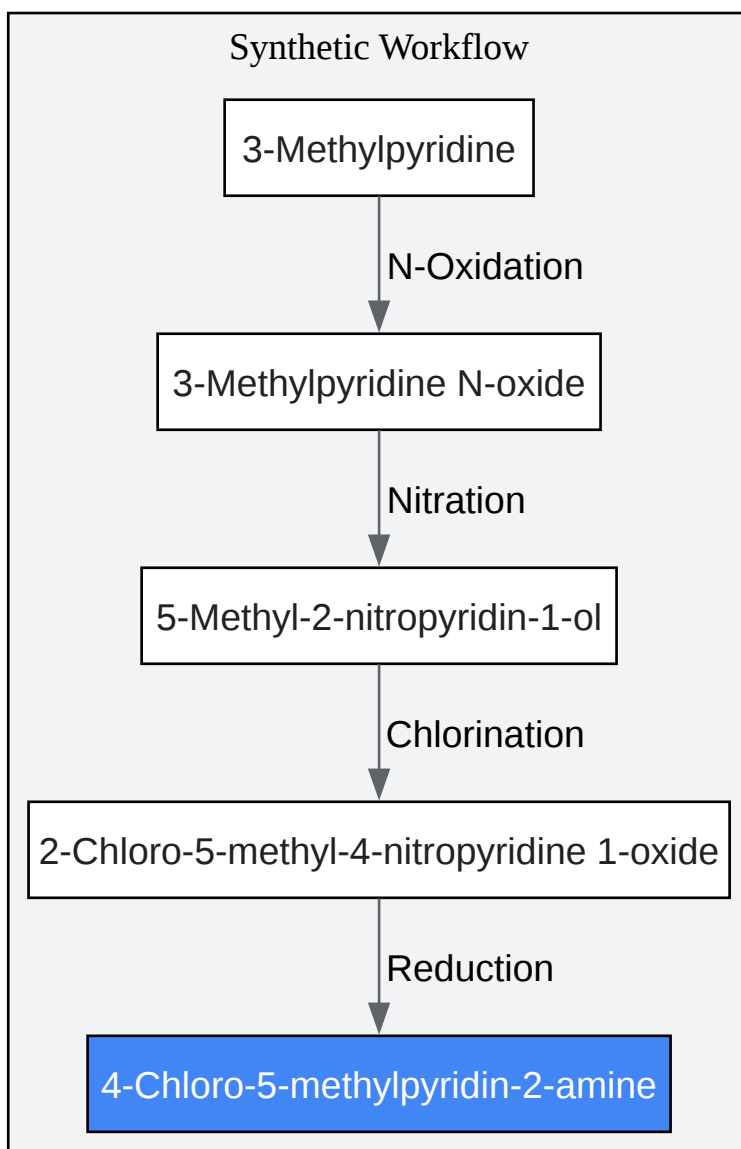 Synthetic Workflow
3-Methylpyridine
N-Oxidation
3-Methylpyridine N-oxide
Nitration
5-Methyl-2-nitropyridin-1-ol
Chlorination
2-Chloro-5-methyl-4-nitropyridine 1-oxide
Reduction
4-Chloro-5-methylpyridin-2-amine